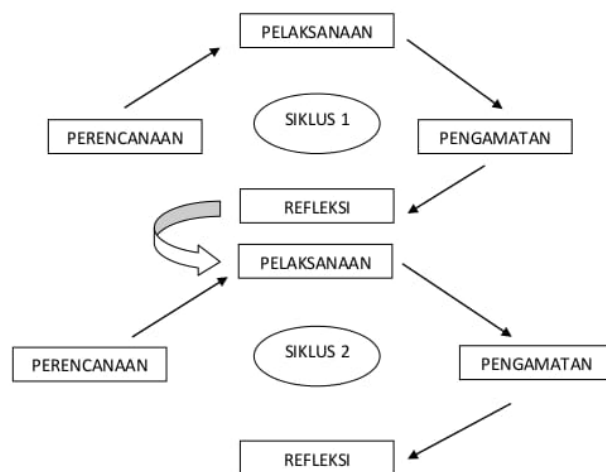 PELAKSANAAN
SIKLUS 1
PERENCANAAN
PENGAMATAN
REFLEKSI
PELAKSANAAN
SIKLUS 2
PERENCANAAN
PENGAMATAN
REFLEKSI